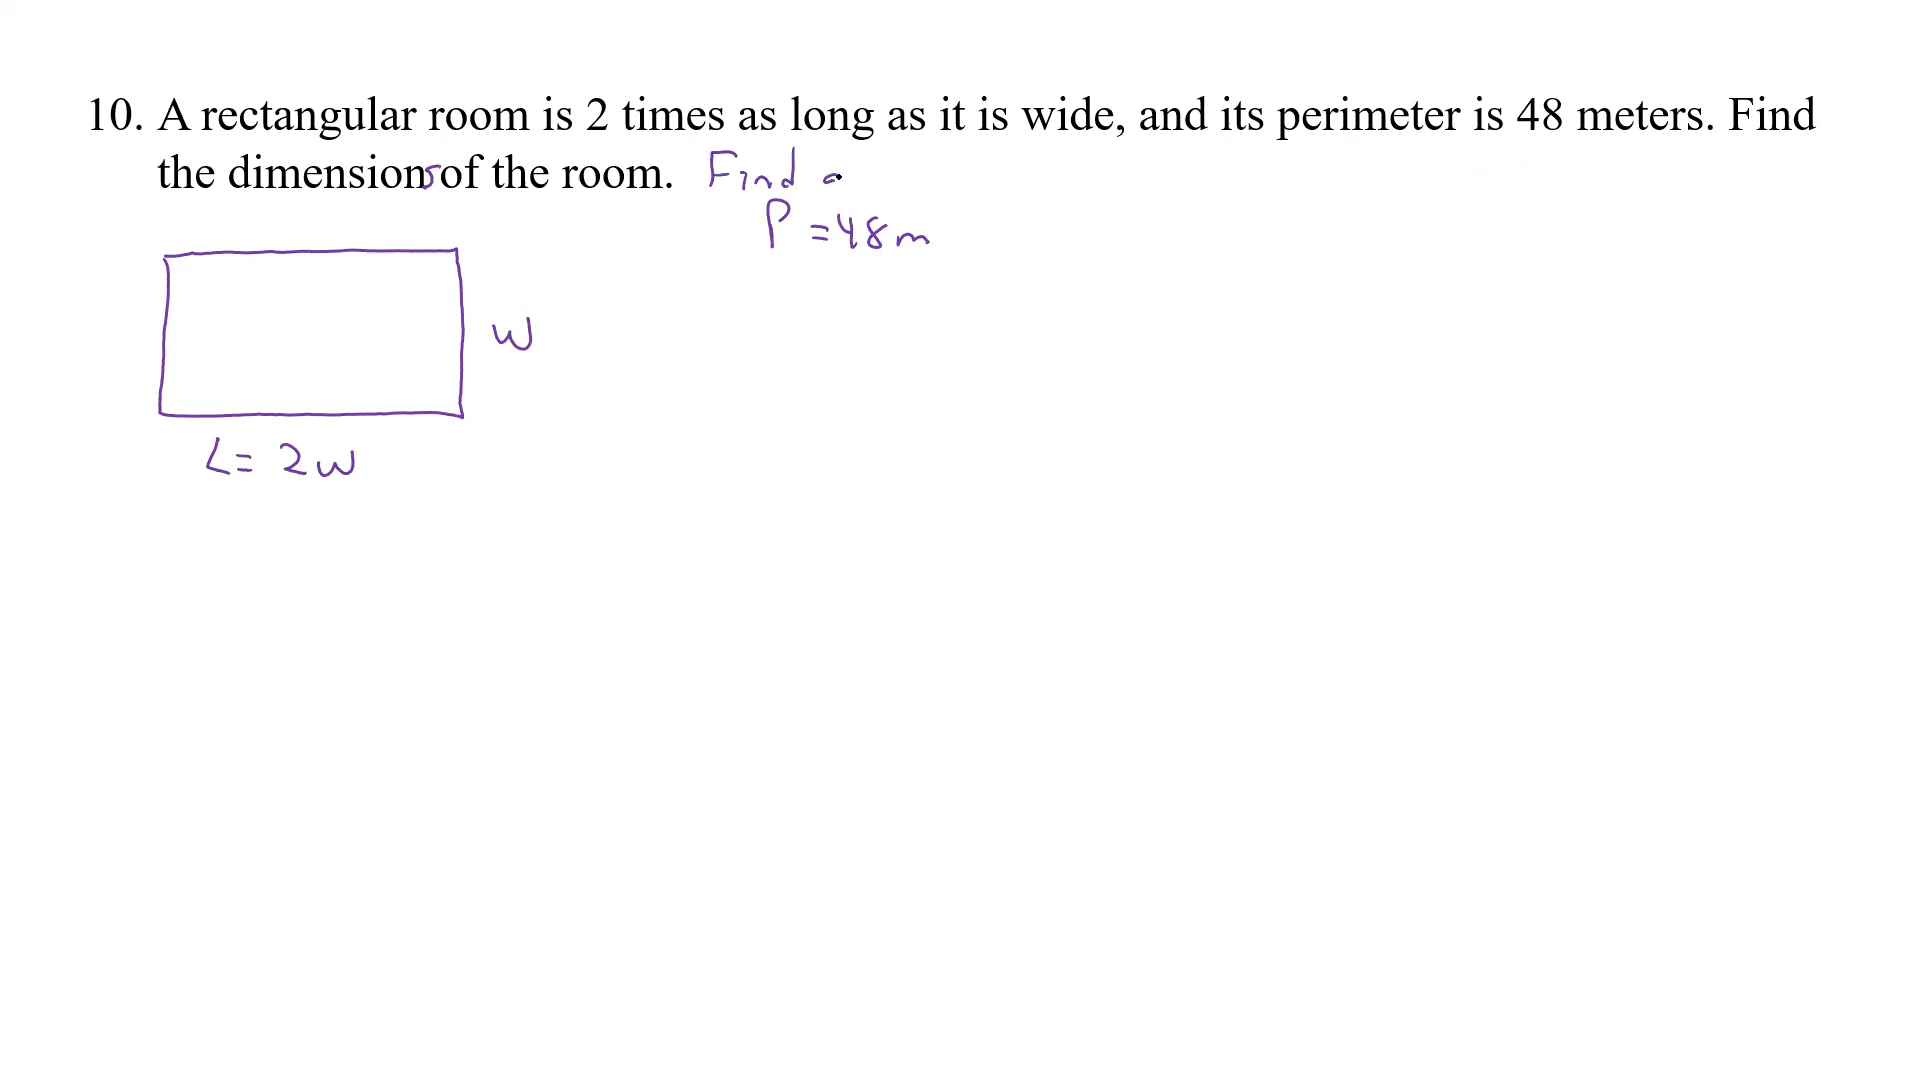 10. A rectangular room is 2 times as long as it is wide, and its perimeter is 48 meters. Find
the dimensions of the room. Find a
P = 48 m
W
L = 2W